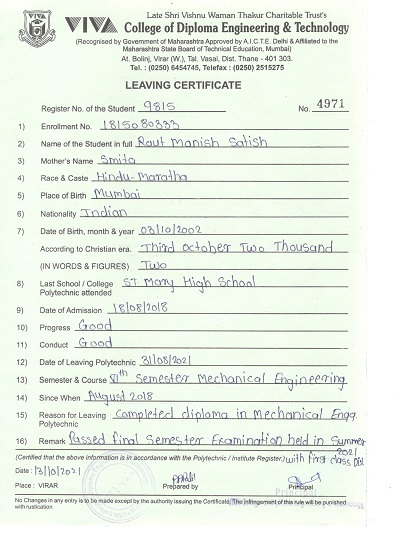 Late Shri Vishnu Waman Thakur Charitable Trust's
VIVA College of Diploma Engineering & Technology
(Recognised by Government of Maharashtra Approved by A.I.C.T.E. Delhi & Affiliated to the
Maharashtra State Board of Technical Education, Mumbai)
At. Bolinj, Virar (W.), Tal. Vasai, Dist. Thane - 401 303.
Tel. : (0250) 6454745, Telefax : (0250) 2515275
LEAVING CERTIFICATE
Register No. of the Student 9815 No. 4971
1) Enrollment No. 1815080333
2) Name of the Student in full Raut Manish Satish
3) Mother's Name Smita
4) Race & Caste Hindu-Maratha
5) Place of Birth Mumbai
6) Nationality Indian
7) Date of Birth, month & year 03/10/2002
According to Christian era. Third October Two Thousand
(IN WORDS & FIGURES) Two
8) Last School / College ST Mary High School
Polytechnic attended
9) Date of Admission 18/08/2018
10) Progress Good
11) Conduct Good
12) Date of Leaving Polytechnic 31/08/2021
13) Semester & Course VIth Semester Mechanical Engineering
14) Since When August 2018
15) Reason for Leaving Completed diploma in Mechanical Engg.
Polytechnic
16) Remark Passed final Semester Examination held in Summer
2021
(Certified that the above Information is in accordance with the Polytechnic / Institute Register.) with First class Dist
Date : 13/10/2021
Place : VIRAR Prepared by Principal
No Changes in any entry is to be made except by the authority issuing the Certificate, The infringement of this rule will be punished
with rustication